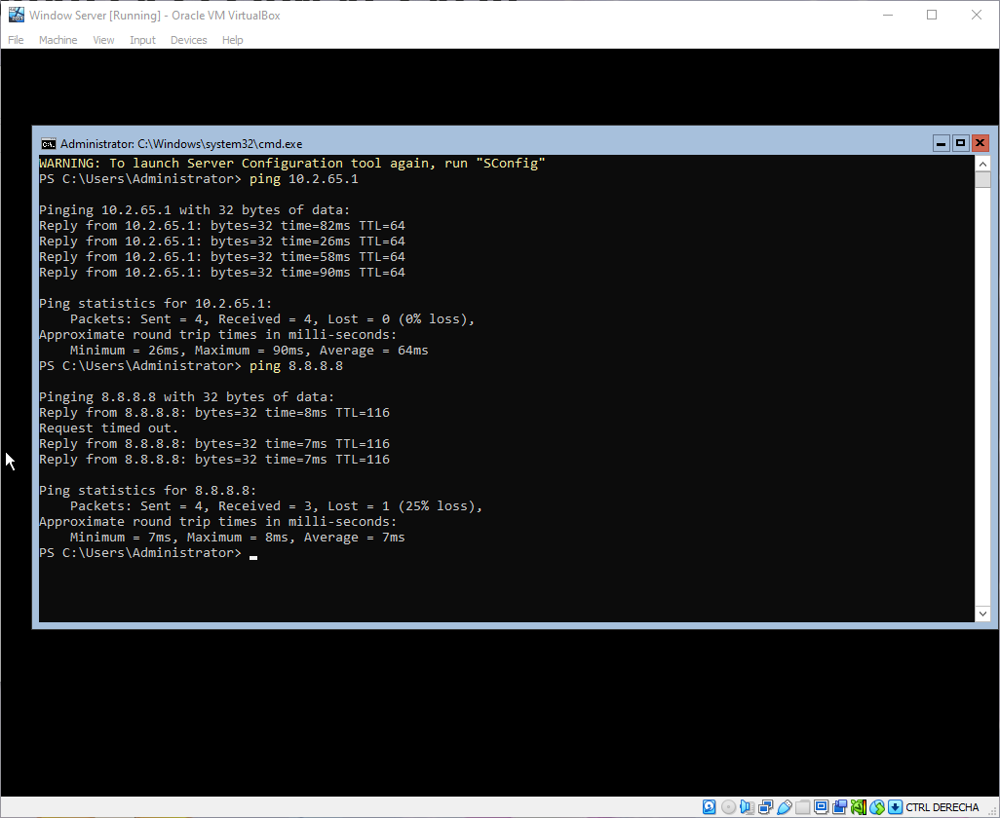 Window Server [Running] - Oracle VM VirtualBox
File Machine View Input Devices Help
Administrator: C:\Windows\system32\cmd.exe
WARNING: To launch Server Configuration tool again, run "SConfig"
PS C:\Users\Administrator> ping 10.2.65.1
Pinging 10.2.65.1 with 32 bytes of data:
Reply from 10.2.65.1: bytes=32 time=82ms TTL=64
Reply from 10.2.65.1: bytes=32 time=26ms TTL=64
Reply from 10.2.65.1: bytes=32 time=58ms TTL=64
Reply from 10.2.65.1: bytes=32 time=90ms TTL=64
Ping statistics for 10.2.65.1:
    Packets: Sent = 4, Received = 4, Lost = 0 (0% loss),
Approximate round trip times in milli-seconds:
    Minimum = 26ms, Maximum = 90ms, Average = 64ms
PS C:\Users\Administrator> ping 8.8.8.8
Pinging 8.8.8.8 with 32 bytes of data:
Reply from 8.8.8.8: bytes=32 time=8ms TTL=116
Request timed out.
Reply from 8.8.8.8: bytes=32 time=7ms TTL=116
Reply from 8.8.8.8: bytes=32 time=7ms TTL=116
Ping statistics for 8.8.8.8:
    Packets: Sent = 4, Received = 3, Lost = 1 (25% loss),
Approximate round trip times in milli-seconds:
    Minimum = 7ms, Maximum = 8ms, Average = 7ms
PS C:\Users\Administrator>
CTRL DERECHA